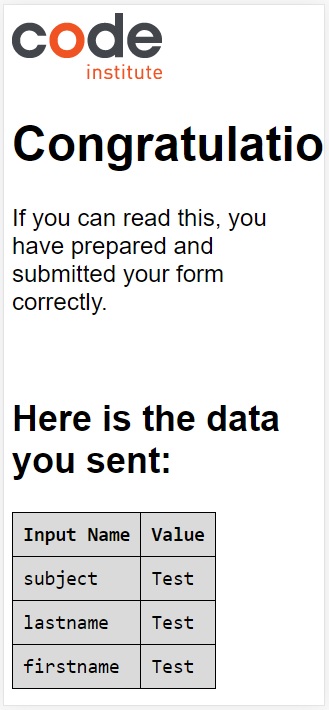 code
institute
Congratulatio
If you can read this, you
have prepared and
submitted your form
correctly.
Here is the data
you sent:
Input Name Value
subject Test
lastname Test
firstname Test